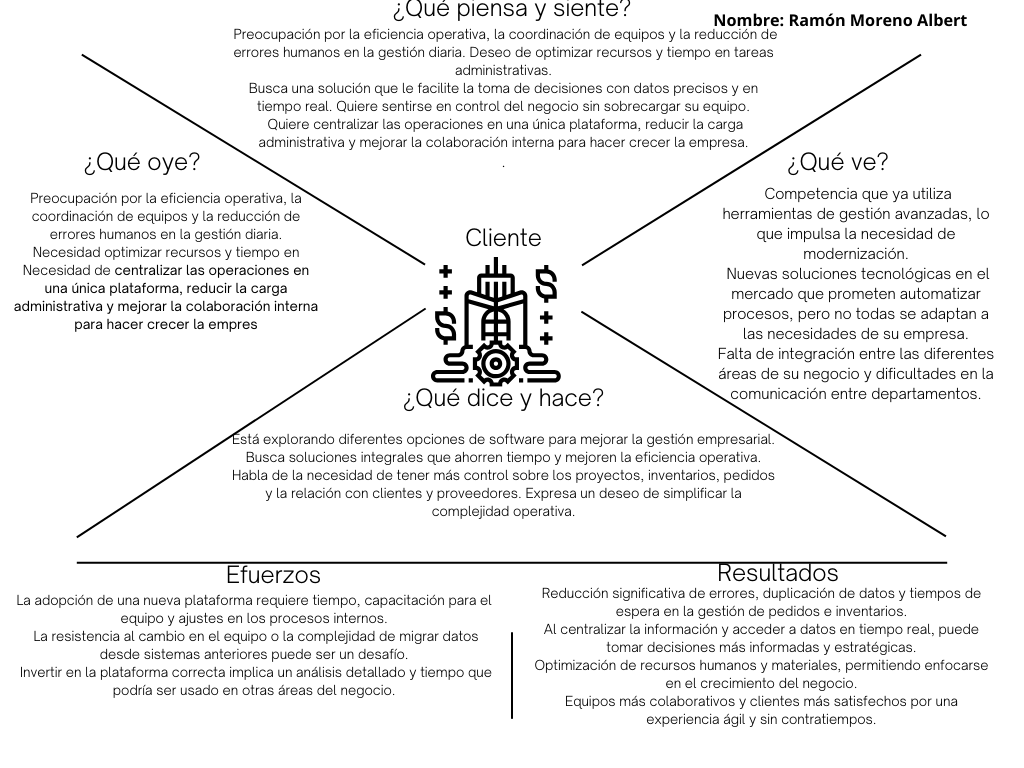 ¿Qué piensa y siente?
Nombre: Ramón Moreno Albert
Preocupación por la eficiencia operativa, la coordinación de equipos y la reducción de
errores humanos en la gestión diaria. Deseo de optimizar recursos y tiempo en tareas
administrativas.
Busca una solución que le facilite la toma de decisiones con datos precisos y en
tiempo real. Quiere sentirse en control del negocio sin sobrecargar su equipo.
Quiere centralizar las operaciones en una única plataforma, reducir la carga
administrativa y mejorar la colaboración interna para hacer crecer la empresa.
.
¿Qué oye?
Preocupación por la eficiencia operativa, la
coordinación de equipos y la reducción de
errores humanos en la gestión diaria.
Necesidad optimizar recursos y tiempo en
Necesidad de centralizar las operaciones en
una única plataforma, reducir la carga
administrativa y mejorar la colaboración interna
para hacer crecer la empres
¿Qué ve?
Competencia que ya utiliza
herramientas de gestión avanzadas, lo
que impulsa la necesidad de
modernización.
Nuevas soluciones tecnológicas en el
mercado que prometen automatizar
procesos, pero no todas se adaptan a
las necesidades de su empresa.
Falta de integración entre las diferentes
áreas de su negocio y dificultades en la
comunicación entre departamentos.
Cliente
¿Qué dice y hace?
Está explorando diferentes opciones de software para mejorar la gestión empresarial.
Busca soluciones integrales que ahorren tiempo y mejoren la eficiencia operativa.
Habla de la necesidad de tener más control sobre los proyectos, inventarios, pedidos
y la relación con clientes y proveedores. Expresa un deseo de simplificar la
complejidad operativa.
Efuerzos
La adopción de una nueva plataforma requiere tiempo, capacitación para el
equipo y ajustes en los procesos internos.
La resistencia al cambio en el equipo o la complejidad de migrar datos
desde sistemas anteriores puede ser un desafío.
Invertir en la plataforma correcta implica un análisis detallado y tiempo que
podría ser usado en otras áreas del negocio.
Resultados
Reducción significativa de errores, duplicación de datos y tiempos de
espera en la gestión de pedidos e inventarios.
Al centralizar la información y acceder a datos en tiempo real, puede
tomar decisiones más informadas y estratégicas.
Optimización de recursos humanos y materiales, permitiendo enfocarse
en el crecimiento del negocio.
Equipos más colaborativos y clientes más satisfechos por una
experiencia ágil y sin contratiempos.